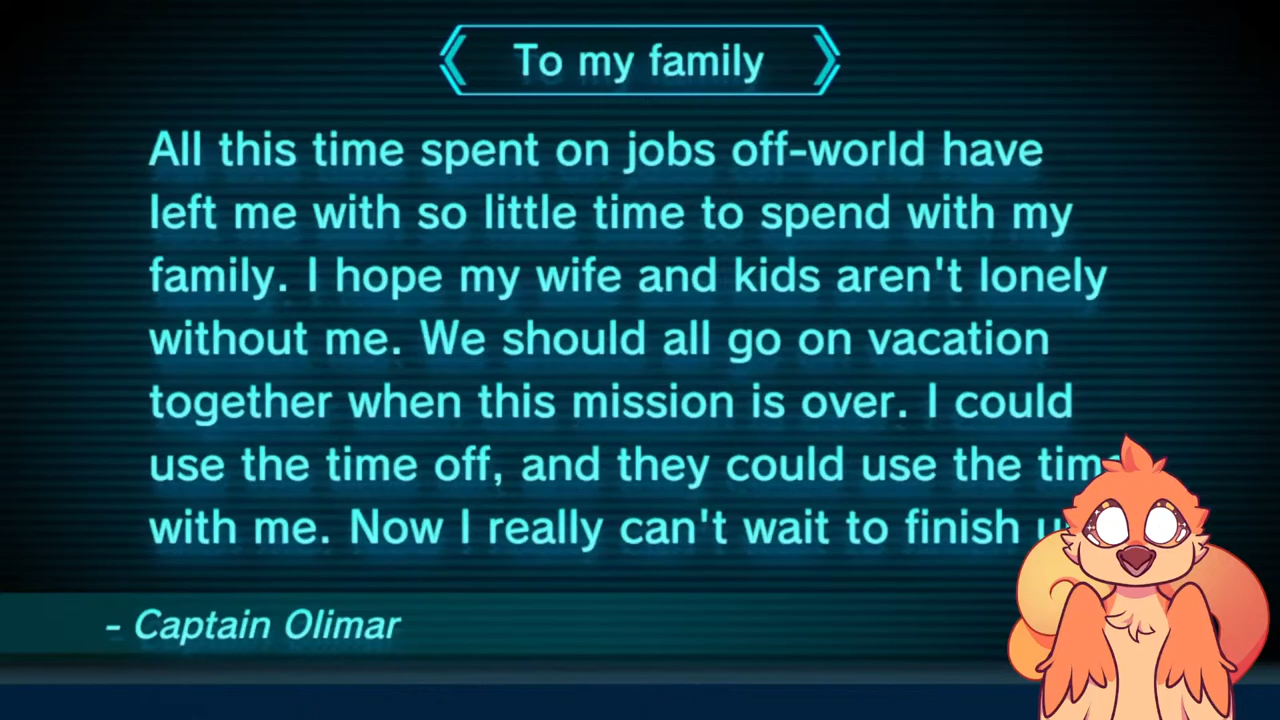 To my family
All this time spent on jobs off-world have
left me with so little time to spend with my
family. I hope my wife and kids aren't lonely
without me. We should all go on vacation
together when this mission is over. I could
use the time off, and they could use the time
with me. Now I really can't wait to finish
- Captain Olimar